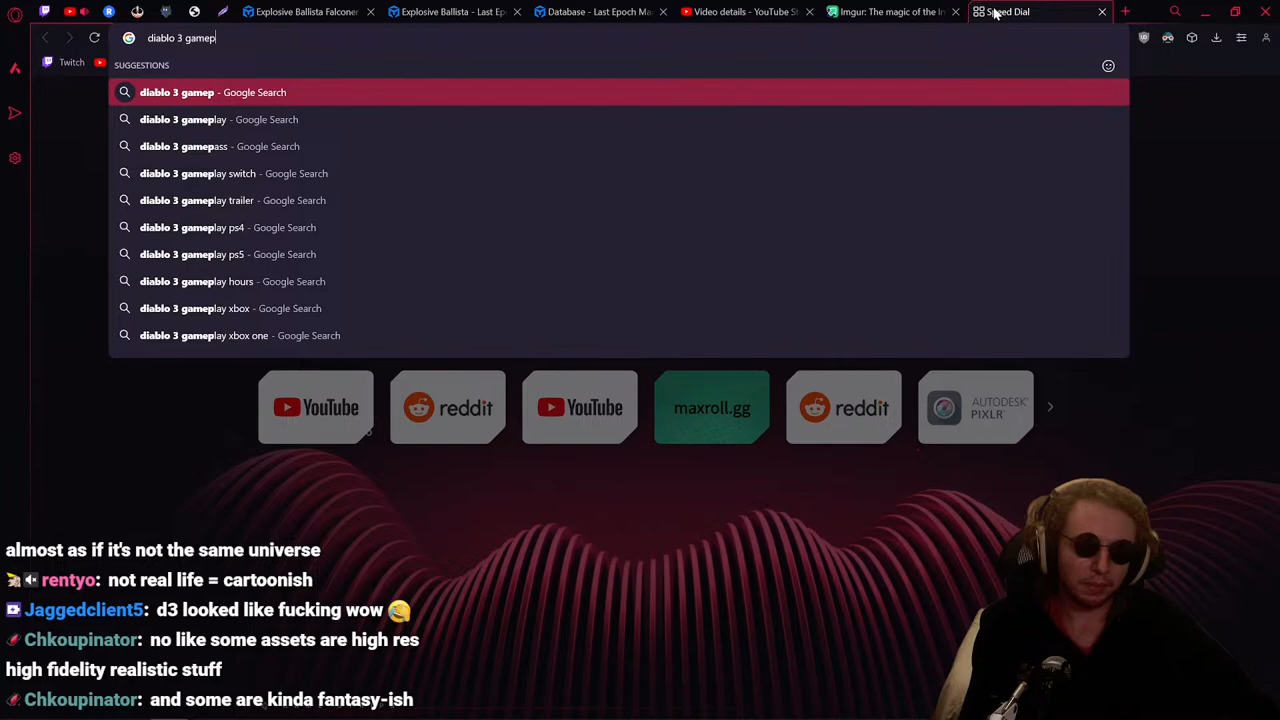 Explosive Ballista Falconer
Explosive Ballista - Last Ep
Database - Last Epoch Ma
Video details - YouTube S
Imgur: The magic of the In
Speed Dial
diablo 3 gamep
Twitch
SUGGESTIONS
diablo 3 gamep - Google Search
diablo 3 gameplay - Google Search
diablo 3 gamepass - Google Search
diablo 3 gameplay switch - Google Search
diablo 3 gameplay trailer - Google Search
diablo 3 gameplay ps4 - Google Search
diablo 3 gameplay ps5 - Google Search
diablo 3 gameplay hours - Google Search
diablo 3 gameplay xbox - Google Search
diablo 3 gameplay xbox one - Google Search
YouTube
reddit
YouTube
maxroll.gg
reddit
AUTODESK
PIXLR
almost as if it's not the same universe
rentyo: not real life = cartoonish
Jaggedclient5: d3 looked like fucking wow
Chkoupinator: no like some assets are high res
high fidelity realistic stuff
Chkoupinator: and some are kinda fantasy-ish